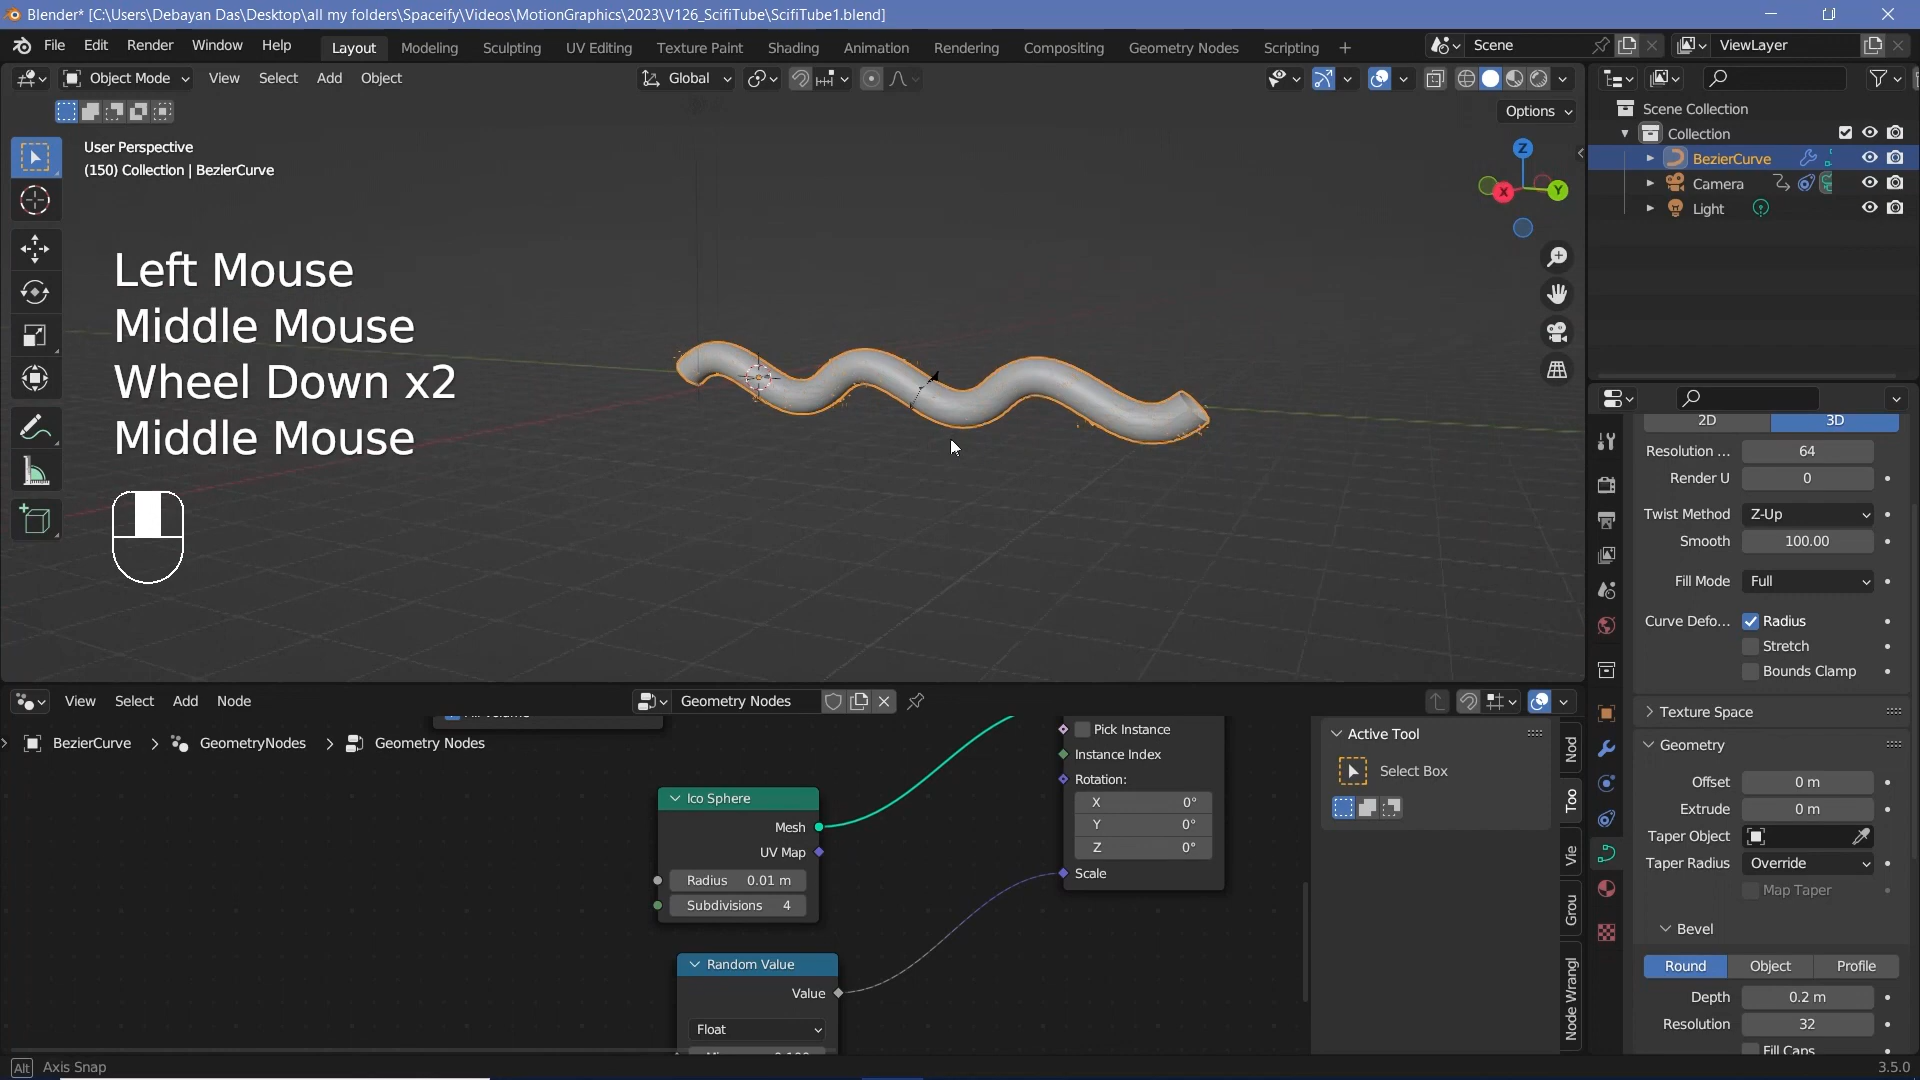 Blender* [C:\Users\Debayan Das\Desktop\all my folders\Spaceify\Videos\MotionGraphics\2023\V126_ScifiTube\ScifiTube1.blend]
File Edit Render Window Help Layout Modeling Sculpting UV Editing Texture Paint Shading Animation Rendering Compositing Geometry Nodes Scripting + Scene ViewLayer
Object Mode View Select Add Object Global
Options
User Perspective
(150) Collection | BezierCurve
Z
X
Y
Left Mouse
Middle Mouse
Wheel Down x2
Middle Mouse
Scene Collection
Collection
BezierCurve
Camera
Light
2D 3D
Resolution ... 64
Render U 0
Twist Method Z-Up
Smooth 100.00
Fill Mode Full
Curve Defo... Radius
Stretch
Bounds Clamp
Texture Space
Geometry
Offset 0 m
Extrude 0 m
Taper Object
Taper Radius Override
Map Taper
Bevel
Round Object Profile
Depth 0.2 m
Resolution 32
Fill Caps
View Select Add Node Geometry Nodes
BezierCurve > GeometryNodes > Geometry Nodes
Pick Instance
Instance Index
Rotation:
X 0°
Y 0°
Z 0°
Scale
Ico Sphere
Mesh
UV Map
Radius 0.01 m
Subdivisions 4
Random Value
Value
Float
Active Tool
Select Box
Nod
Too
Vie
Grou
Node Wrangl
Alt Axis Snap
3.5.0